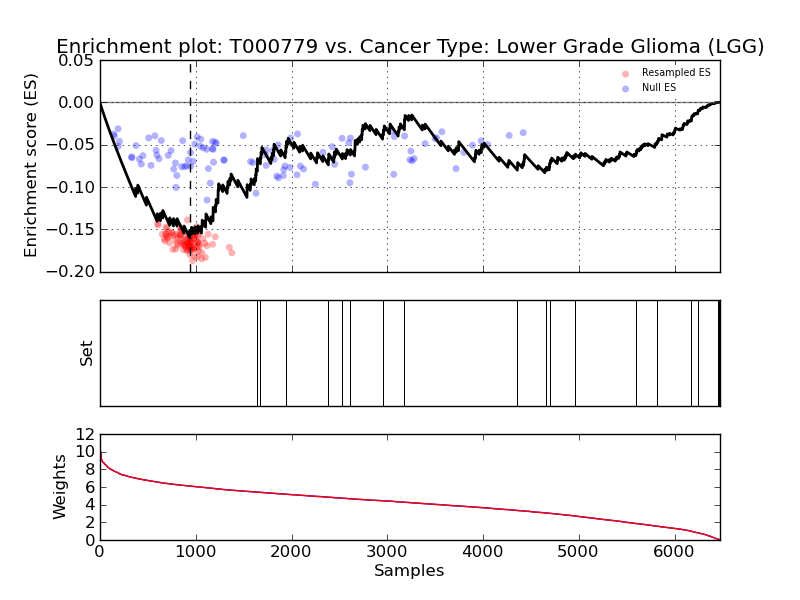 Enrichment plot: T000779 vs. Cancer Type: Lower Grade Glioma (LGG)
Enrichment score (ES)
0.05
0.00
−0.05
−0.10
−0.15
−0.20
Resampled ES
Null ES
Set
Weights
12
10
8
6
4
2
0
0 1000 2000 3000 4000 5000 6000
Samples